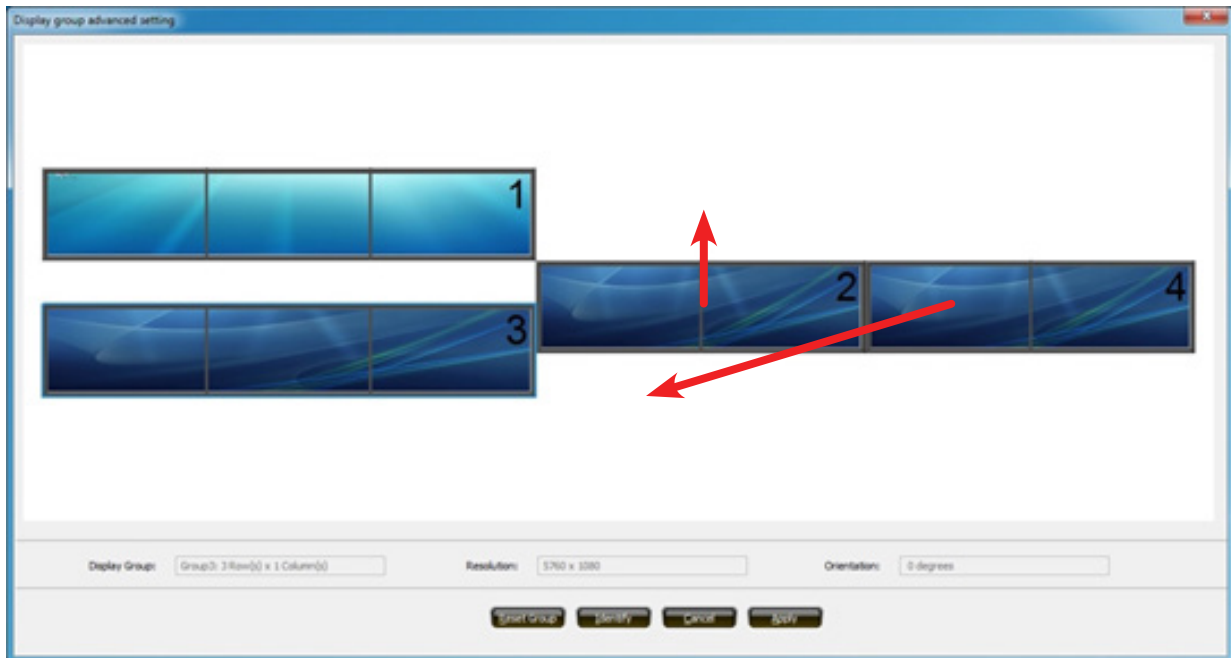 Display group advanced setting
1
2
4
3
Display Group: Group3: 3 Row(s) x 1 Column(s) Resolution: 5760 x 1080 Orientation: 0 degrees
Reset Group Identify Cancel Apply